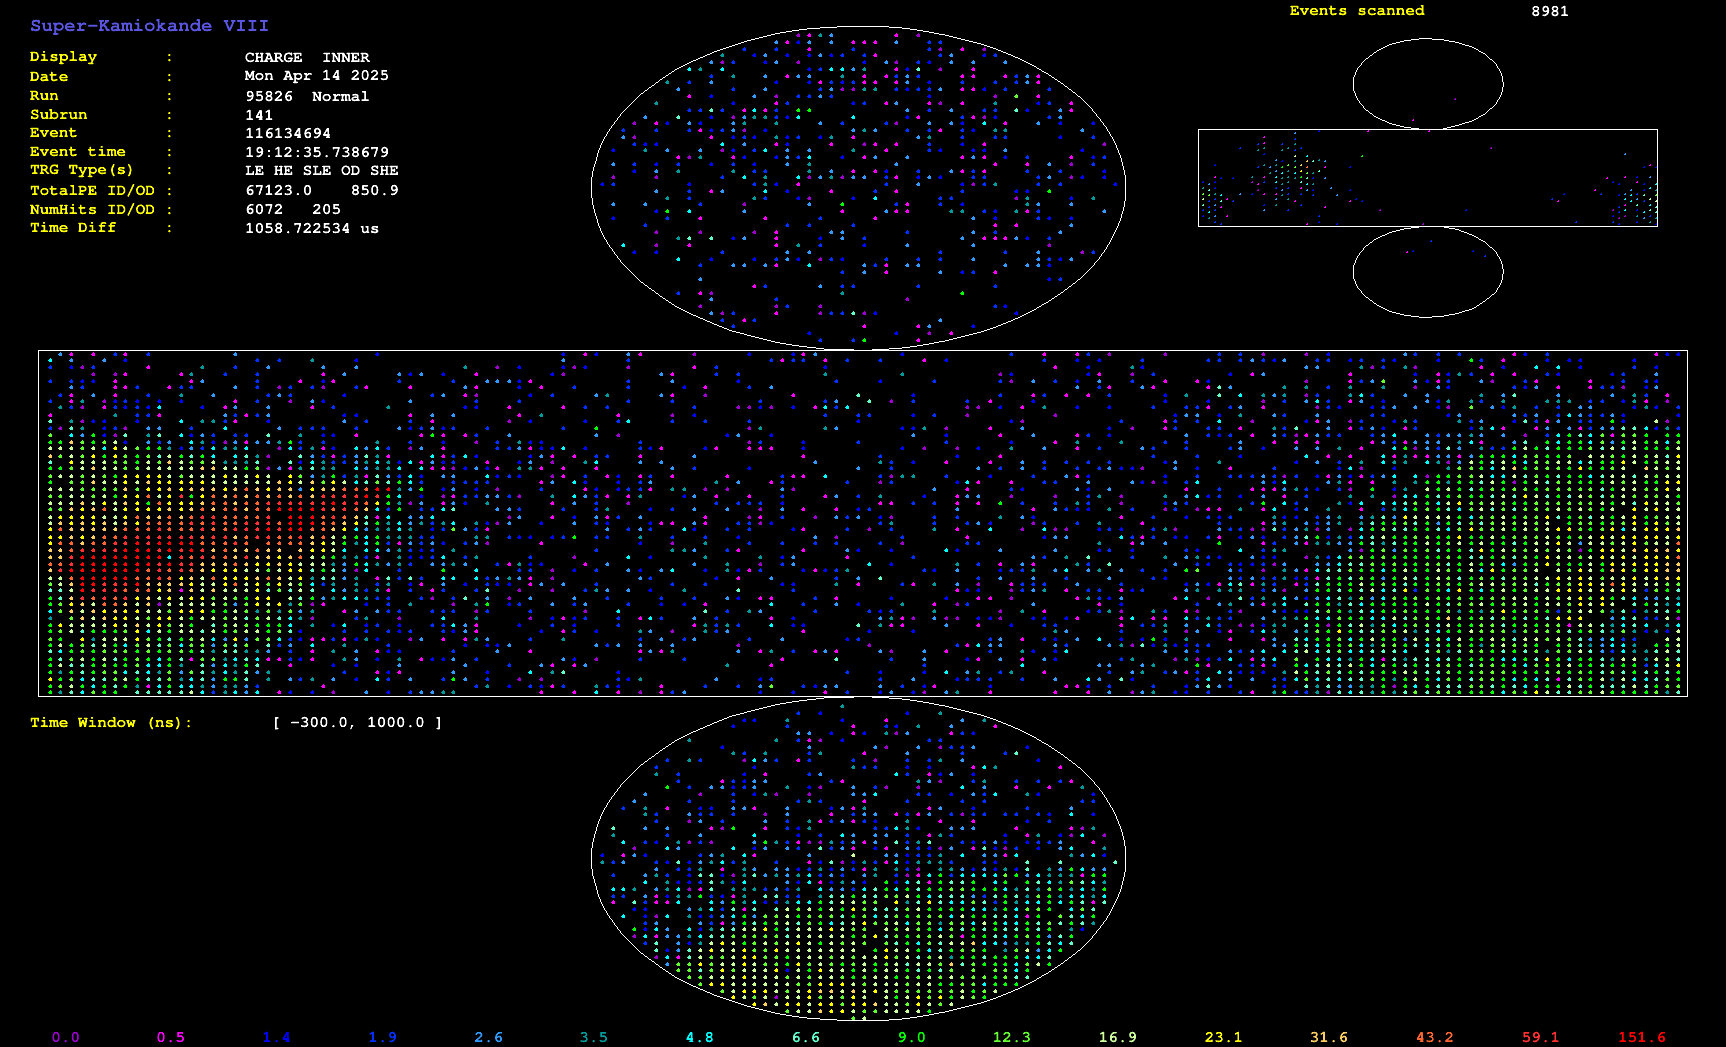 Super-Kamiokande VIII
Events scanned 8981
Display : CHARGE INNER
Date : Mon Apr 14 2025
Run : 95826 Normal
Subrun : 141
Event : 116134694
Event time : 19:12:35.738679
TRG Type(s) : LE HE SLE OD SHE
TotalPE ID/OD : 67123.0 850.9
NumHits ID/OD : 6072 205
Time Diff : 1058.722534 us
Time Window (ns): [ -300.0, 1000.0 ]
0.0 0.5 1.4 1.9 2.6 3.5 4.8 6.6 9.0 12.3 16.9 23.1 31.6 43.2 59.1 151.6